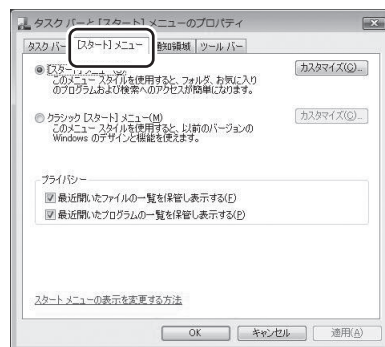 タスク バーと [スタート] メニューのプロパティ
タスク バー [スタート] メニュー 通知領域 ツール バー
[スタート] メニュー(S) カスタマイズ(C)...
このメニュー スタイルを使用すると、フォルダ、お気に入り
のプログラムおよび検索へのアクセスが簡単になります。
クラシック [スタート] メニュー(M) カスタマイズ(C)...
このメニュー スタイルを使用すると、以前のバージョンの
Windows のデザインと機能を使えます。
プライバシー
最近開いたファイルの一覧を保管し表示する(F)
最近開いたプログラムの一覧を保管し表示する(P)
スタート メニューの表示を変更する方法
OK キャンセル 適用(A)